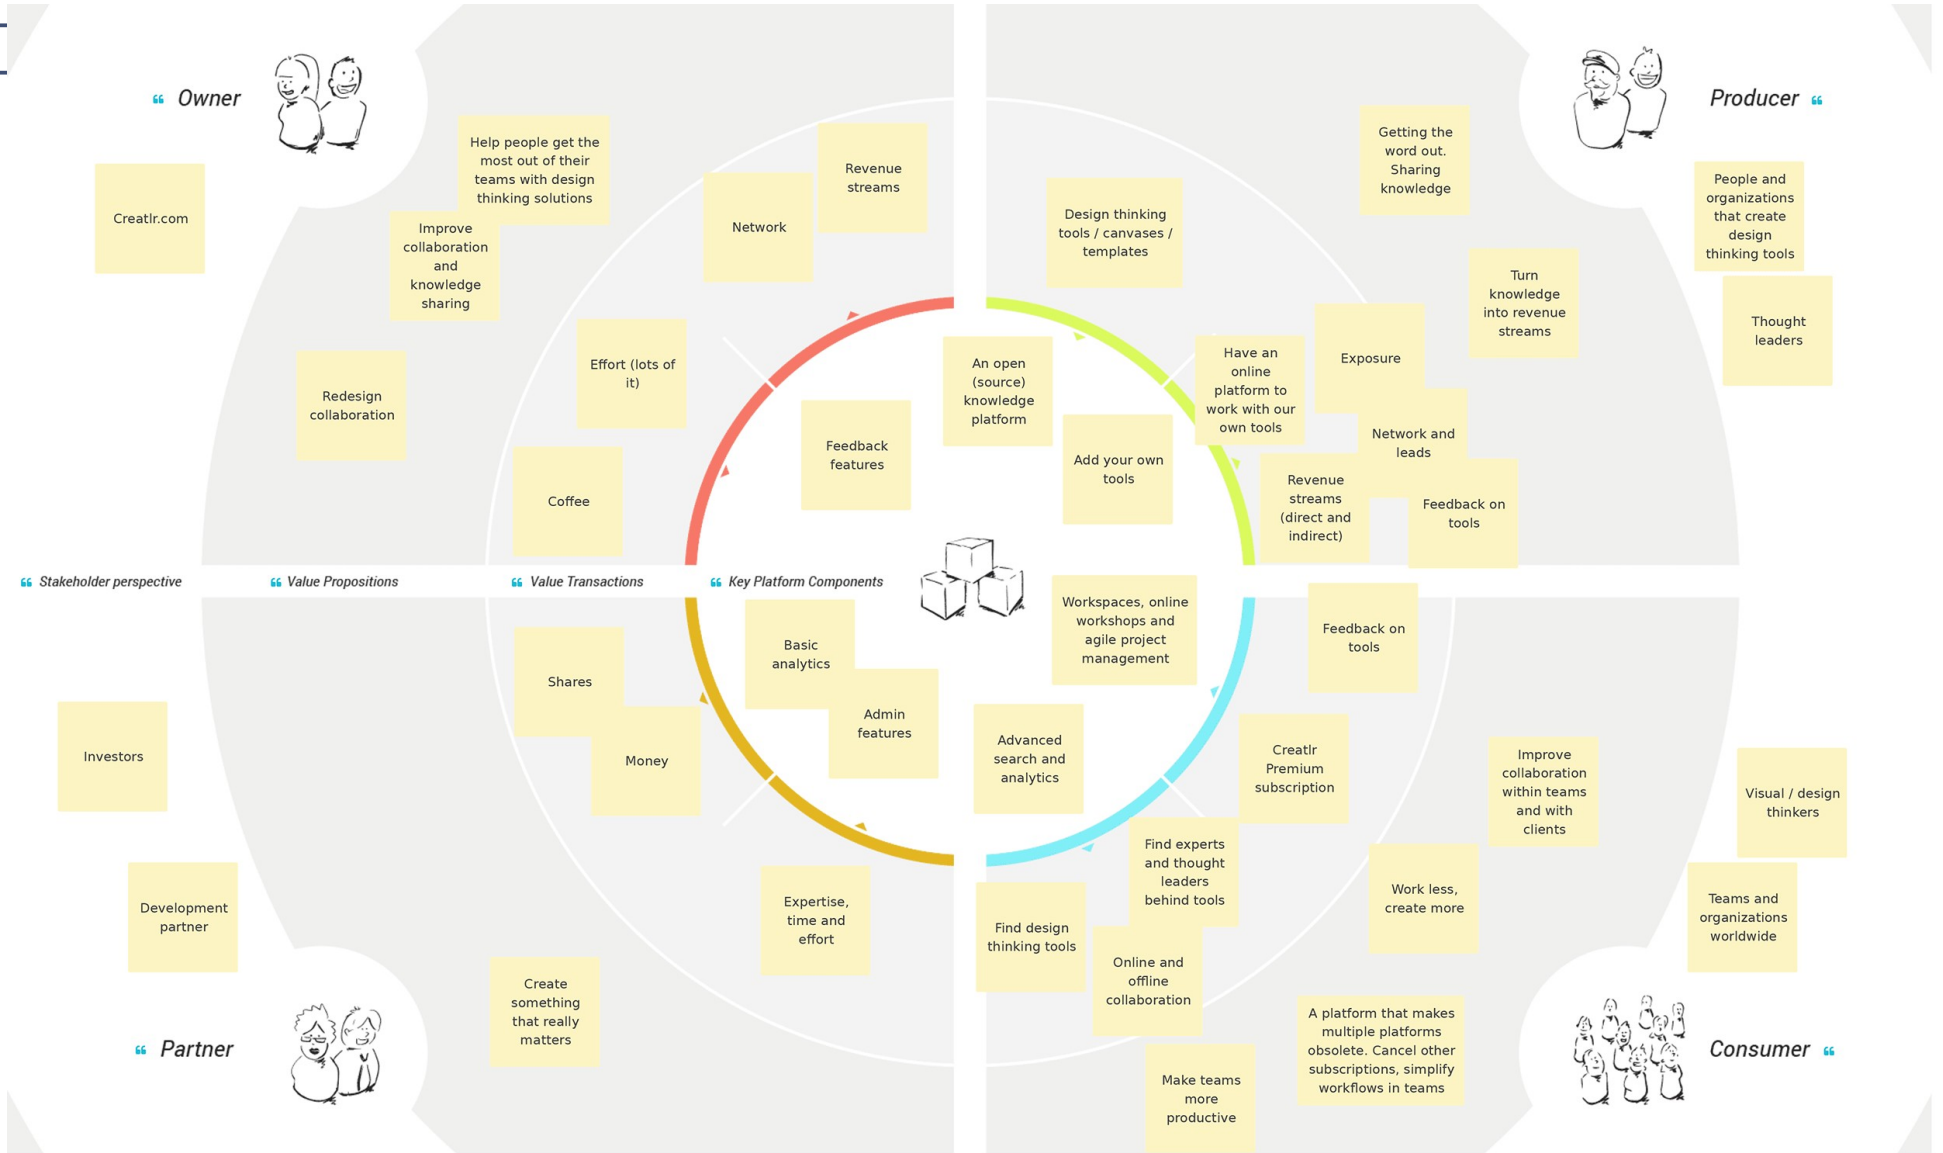 Owner
Creatlr.com
Help people get the
most out of their
teams with design
thinking solutions
Improve
collaboration
and
knowledge
sharing
Redesign
collaboration
Network
Revenue
streams
Effort (lots of
it)
Coffee
Feedback
features
Producer
Getting the
word out.
Sharing
knowledge
People and
organizations
that create
design
thinking tools
Thought
leaders
Turn
knowledge
into revenue
streams
Design thinking
tools / canvases /
templates
Have an
online
platform to
work with our
own tools
Exposure
Network and
leads
Revenue
streams
(direct and
indirect)
Feedback on
tools
An open
(source)
knowledge
platform
Add your own
tools
Stakeholder perspective
Value Propositions
Value Transactions
Key Platform Components
Investors
Development
partner
Partner
Shares
Money
Basic
analytics
Admin
features
Expertise,
time and
effort
Create
something
that really
matters
Workspaces, online
workshops and
agile project
management
Advanced
search and
analytics
Feedback on
tools
Creatlr
Premium
subscription
Find experts
and thought
leaders
behind tools
Find design
thinking tools
Online and
offline
collaboration
Make teams
more
productive
Improve
collaboration
within teams
and with
clients
Work less,
create more
A platform that makes
multiple platforms
obsolete. Cancel other
subscriptions, simplify
workflows in teams
Visual / design
thinkers
Teams and
organizations
worldwide
Consumer